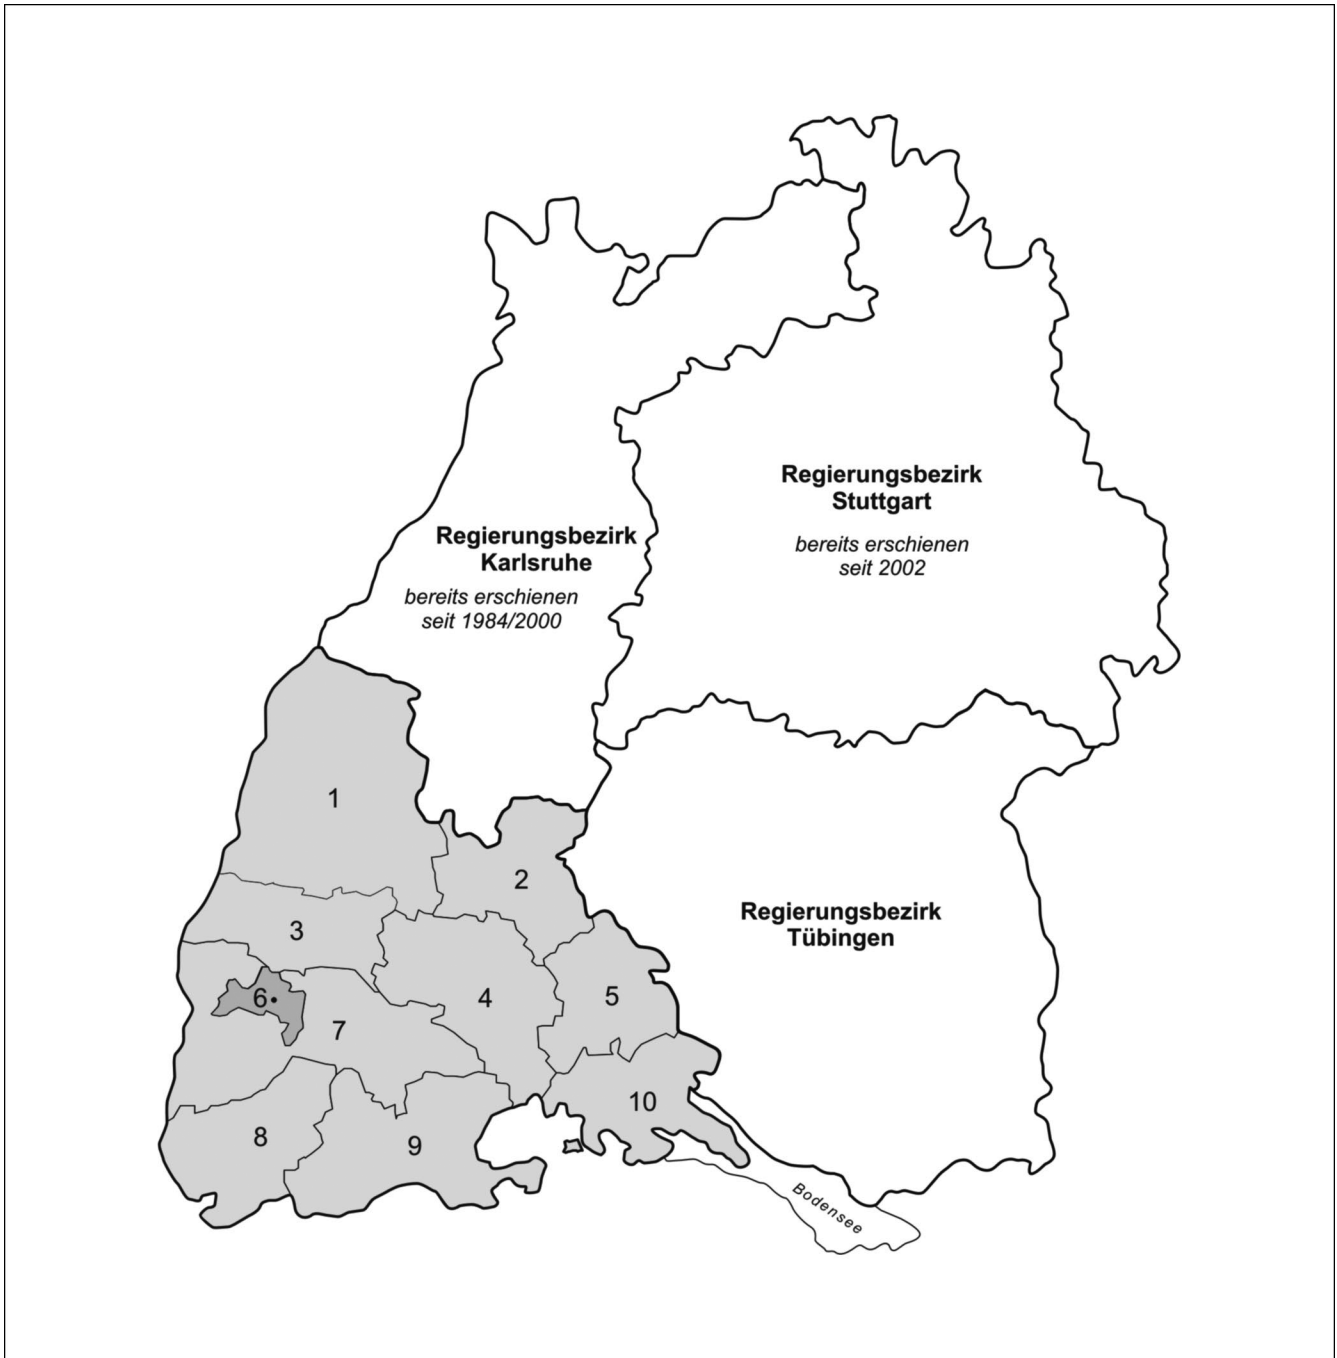 Regierungsbezirk
Stuttgart
bereits erschienen
seit 2002
Regierungsbezirk
Karlsruhe
bereits erschienen
seit 1984/2000
1
2
Regierungsbezirk
Tübingen
3
4
5
6
7
8
9
10
Bodensee